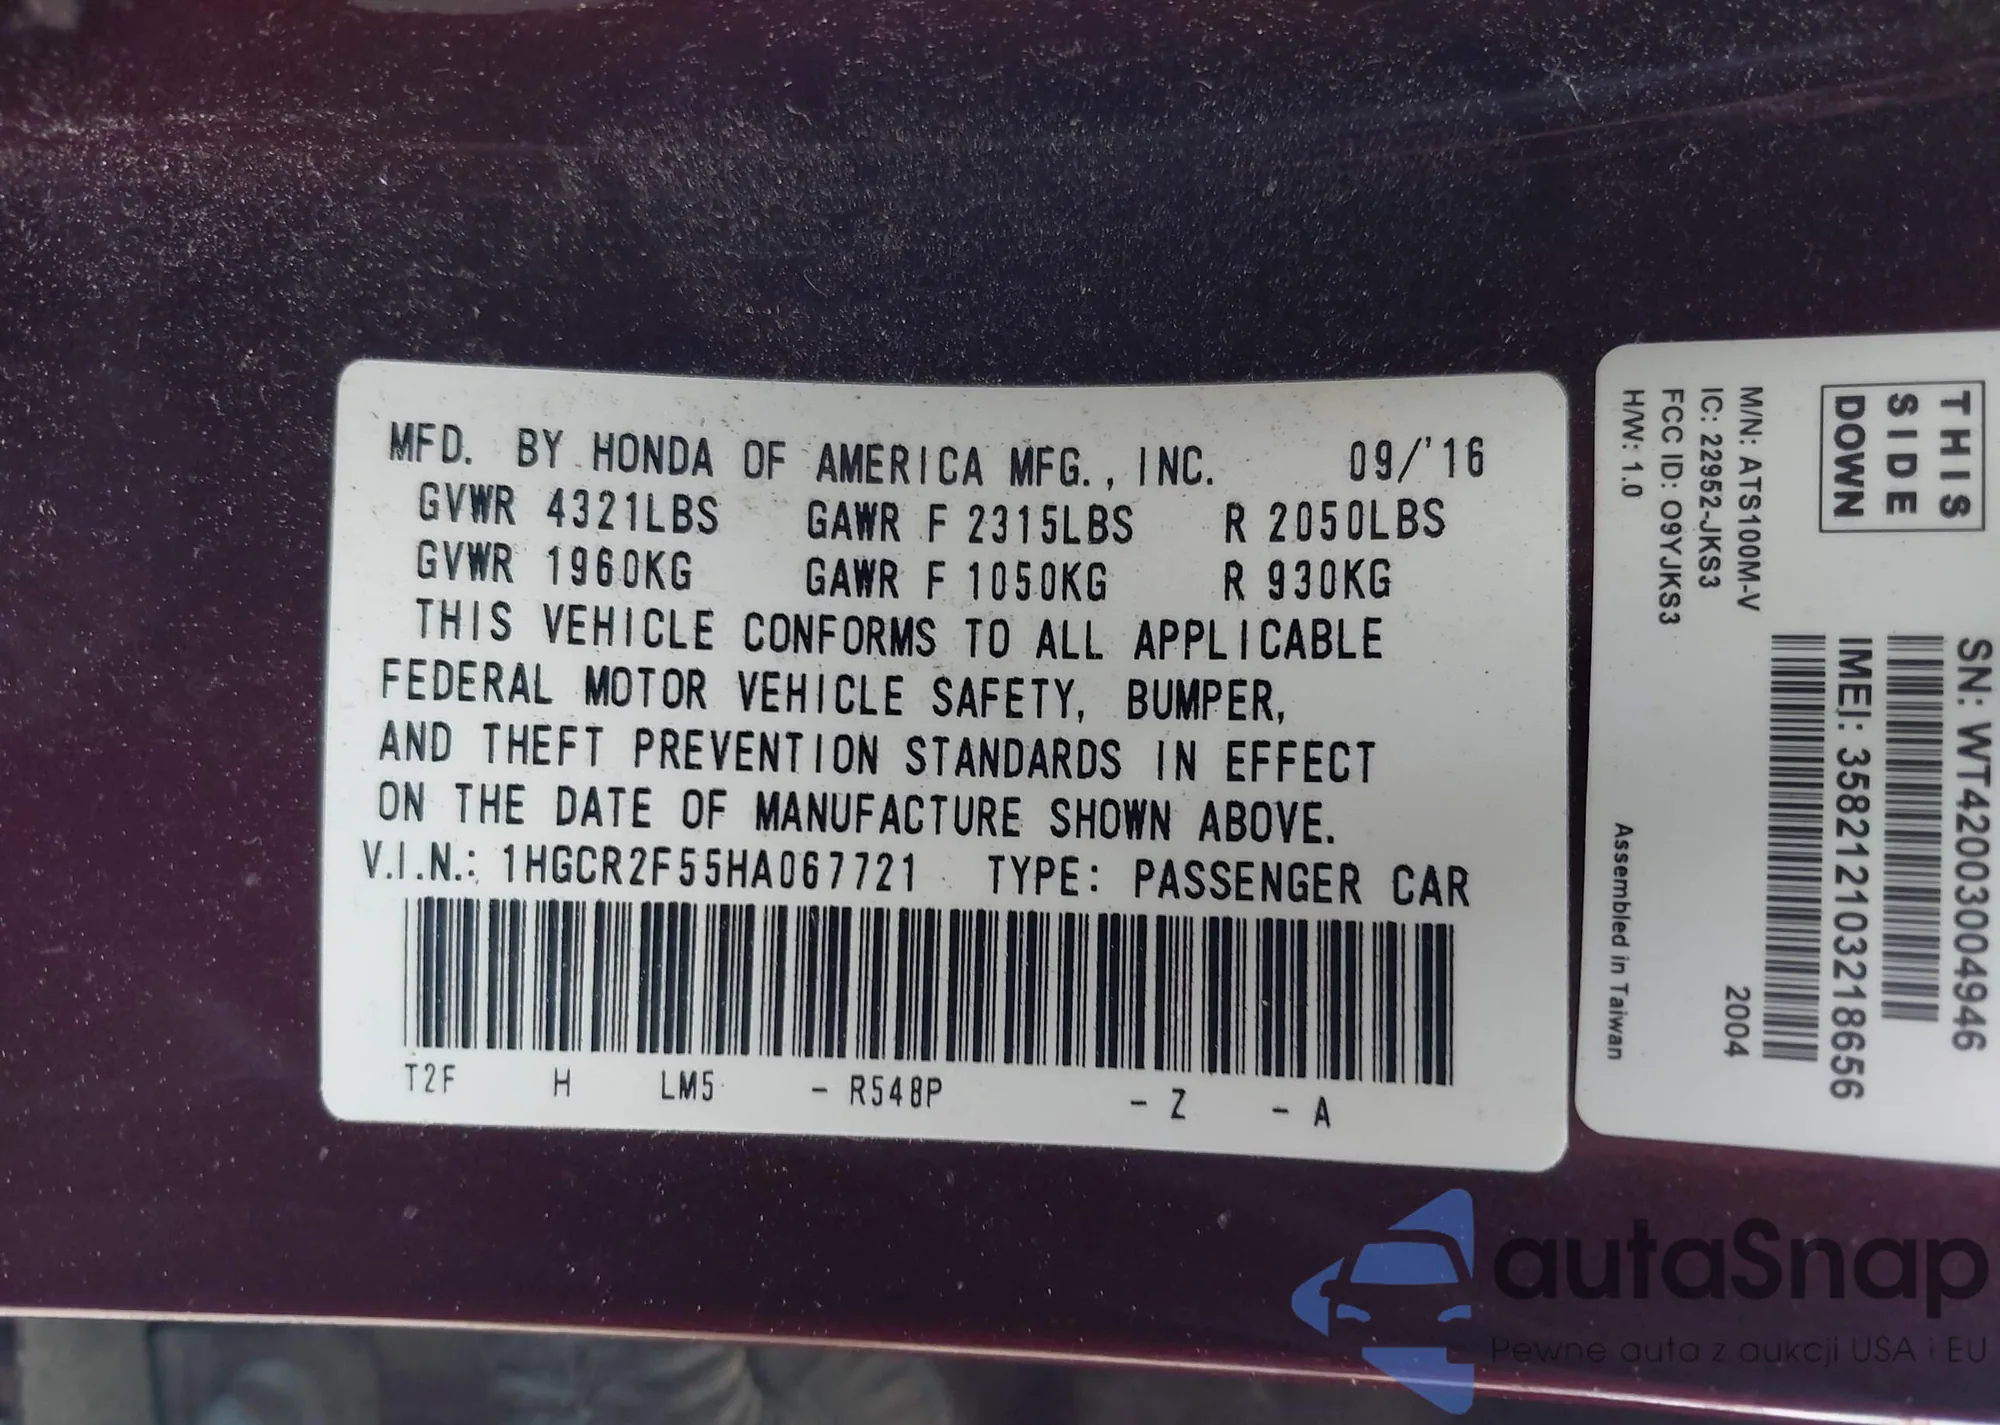 MFD. BY HONDA OF AMERICA MFG., INC. 09/'16
GVWR 4321LBS GAWR F 2315LBS R 2050LBS
GVWR 1960KG GAWR F 1050KG R 930KG
THIS VEHICLE CONFORMS TO ALL APPLICABLE
FEDERAL MOTOR VEHICLE SAFETY, BUMPER,
AND THEFT PREVENTION STANDARDS IN EFFECT
ON THE DATE OF MANUFACTURE SHOWN ABOVE.
V.I.N.: 1HGCR2F55HA067721 TYPE: PASSENGER CAR
T2F H LM5 - R548P - Z - A
THIS
SIDE
DOWN
M/N: ATS100M-V
IC: 22952-JKS3
FCC ID: O9YJKS3
H/W: 1.0
SN: WT42003004946
IMEI: 358212103218656
2004
Assembled in Taiwan
autaSnap
Pewne auta z aukcji USA i EU